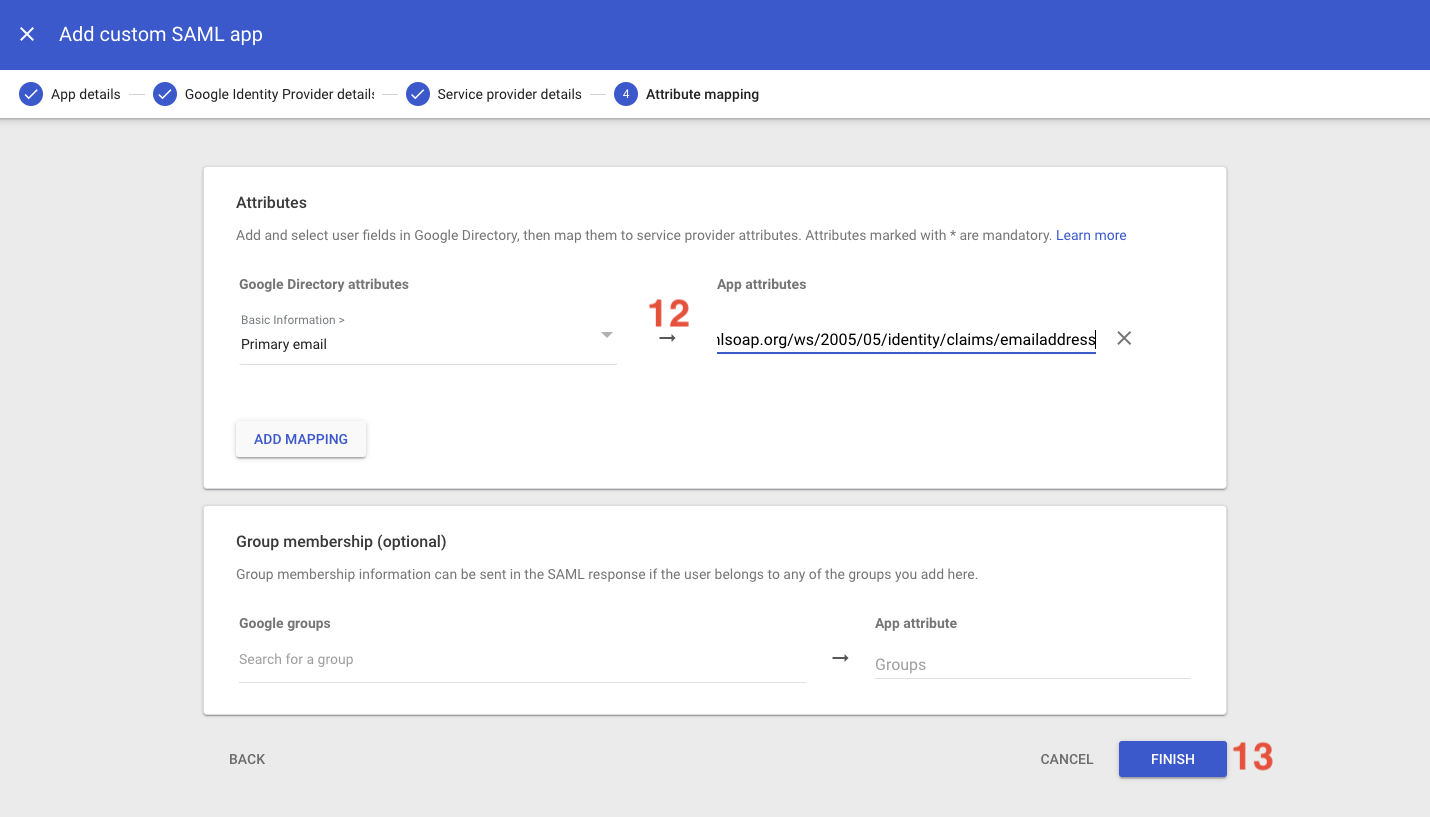 Add custom SAML app
App details
Google Identity Provider details
Service provider details
4
Attribute mapping
Attributes
Add and select user fields in Google Directory, then map them to service provider attributes. Attributes marked with * are mandatory. Learn more
Google Directory attributes
App attributes
Basic Information >
Primary email
12
lsoap.org/ws/2005/05/identity/claims/emailaddress
ADD MAPPING
Group membership (optional)
Group membership information can be sent in the SAML response if the user belongs to any of the groups you add here.
Google groups
App attribute
Search for a group
Groups
BACK
CANCEL
FINISH
13